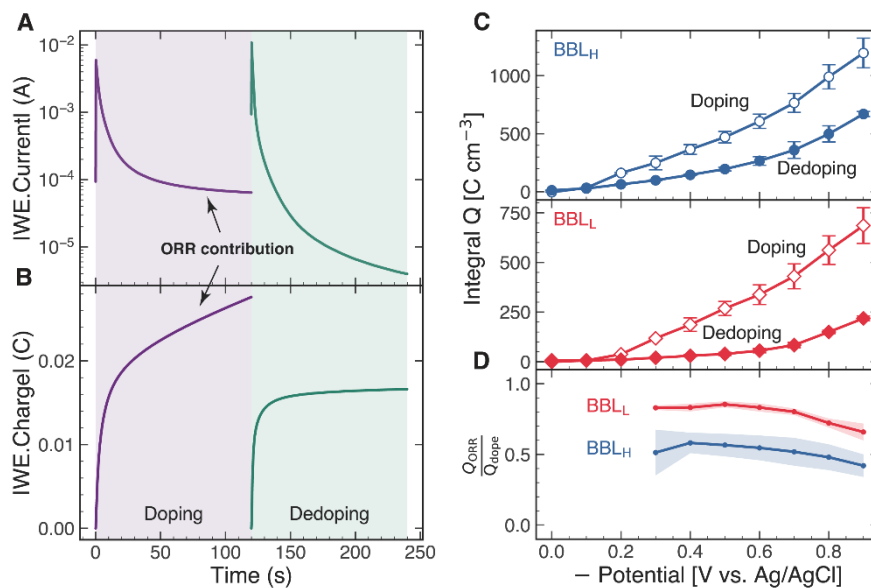 A
|WE.Current| (A)
10⁻²
10⁻³
10⁻⁴
10⁻⁵
ORR contribution
B
|WE.Charge| (C)
0.02
0.01
0.00
Doping
Dedoping
0
50
100
150
200
250
Time (s)
C
BBL_H
1000
500
0
Doping
Dedoping
Integral Q [C cm⁻³]
BBL_L
750
500
250
0
Doping
Dedoping
D
Q_ORR
Q_dope
1.0
0.5
0.0
BBL_L
BBL_H
0.0
0.2
0.4
0.6
0.8
− Potential [V vs. Ag/AgCl]